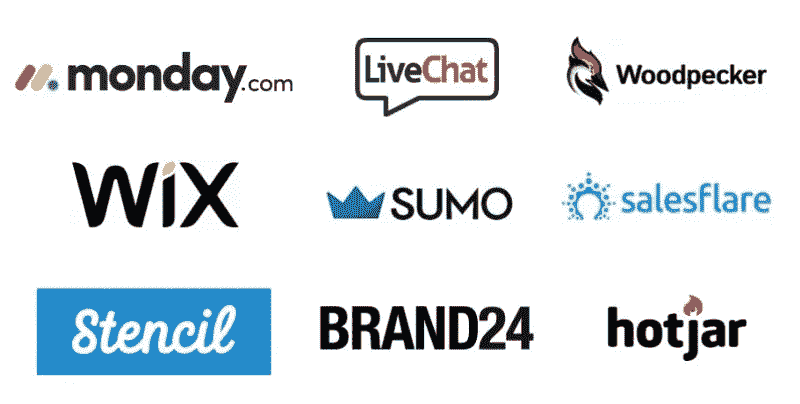 monday.com
LiveChat
Woodpecker
WiX
SUMO
salesflare
Stencil
BRAND24
hotjar